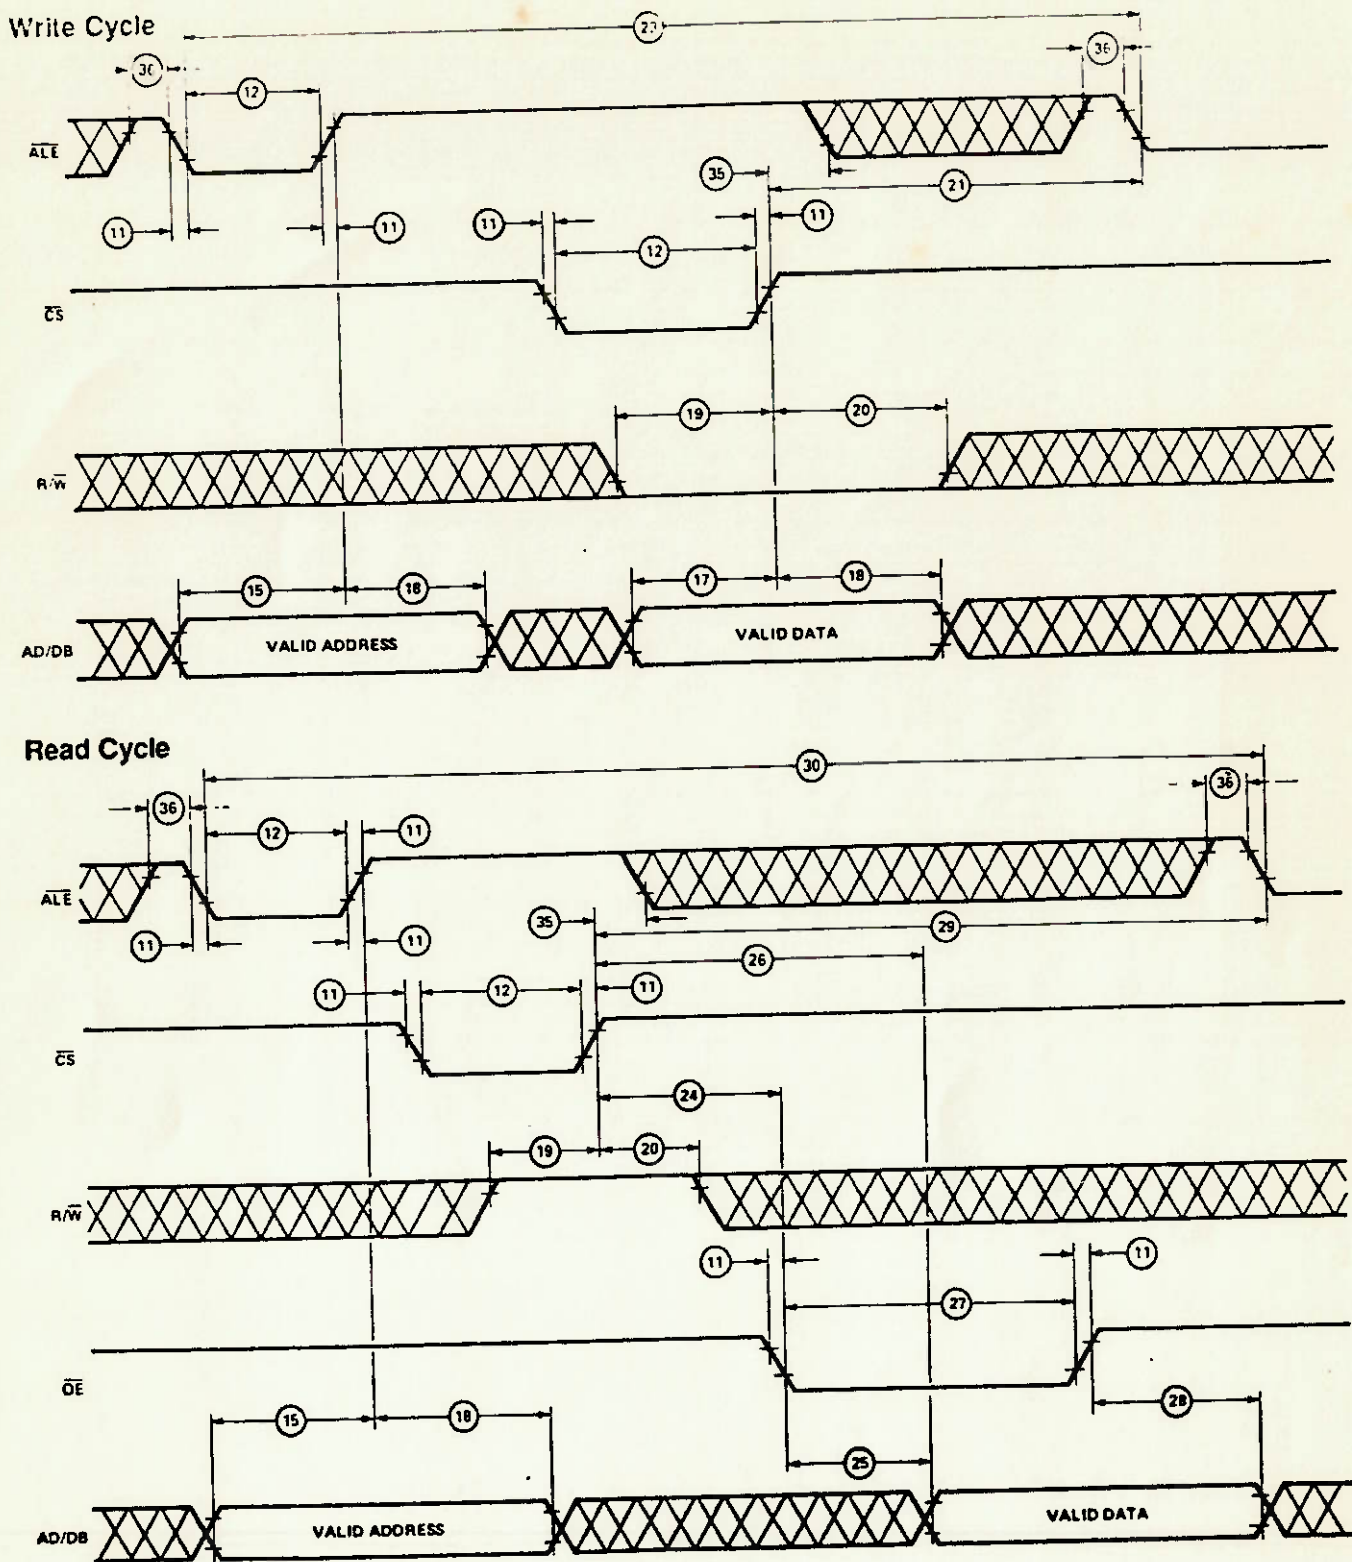 Write Cycle
23
36
12
36
ALE
35
21
11
11
11
11
12
CS
19
20
R/W
15
18
17
18
AD/DB
VALID ADDRESS
VALID DATA
Read Cycle
30
36
36
12
11
ALE
35
29
11
11
26
11
12
11
CS
24
19
20
R/W
11
11
27
OE
15
18
28
25
AD/DB
VALID ADDRESS
VALID DATA